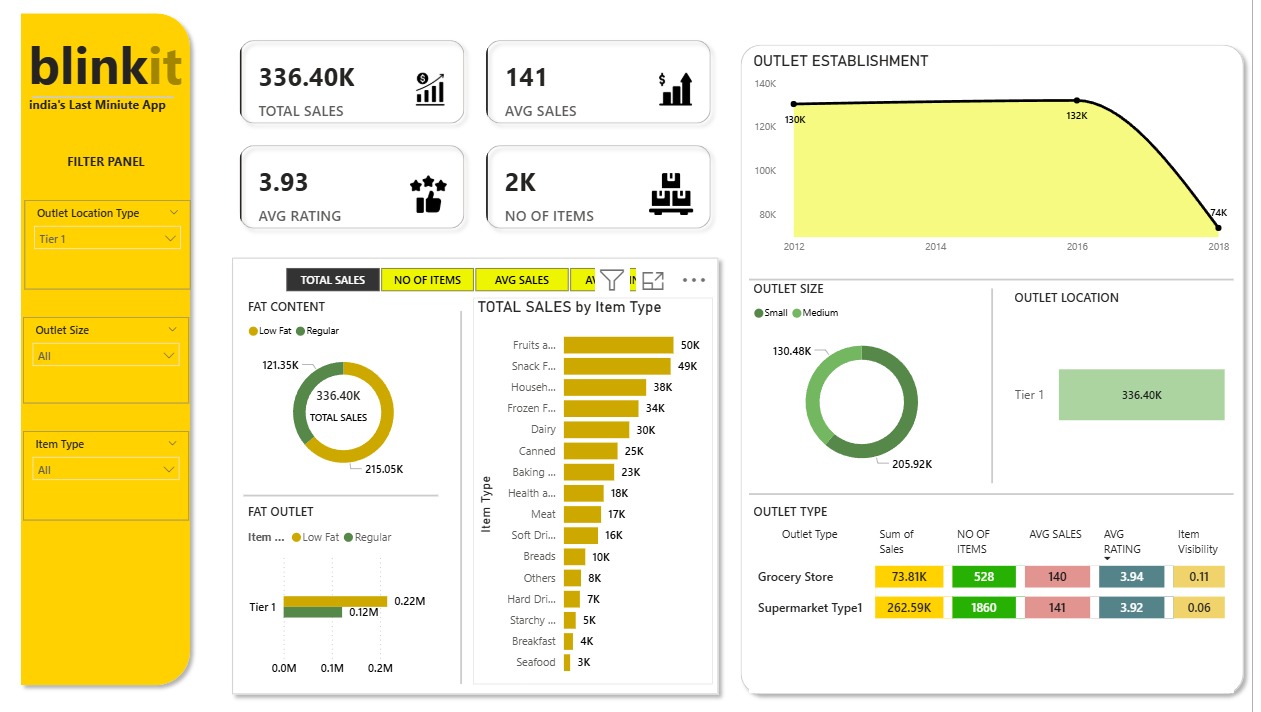 blinkit
india's Last Miniute App
FILTER PANEL
Outlet Location Type
Tier 1
Outlet Size
All
Item Type
All
336.40K
TOTAL SALES
141
AVG SALES
3.93
AVG RATING
2K
NO OF ITEMS
TOTAL SALES
NO OF ITEMS
AVG SALES
FAT CONTENT
Low Fat
Regular
121.35K
336.40K
TOTAL SALES
215.05K
FAT OUTLET
Item ...
Low Fat
Regular
Tier 1
0.22M
0.12M
0.0M
0.1M
0.2M
TOTAL SALES by Item Type
Item Type
Fruits a... 50K
Snack F... 49K
Househ... 38K
Frozen F... 34K
Dairy 30K
Canned 25K
Baking ... 23K
Health a... 18K
Meat 17K
Soft Dri... 16K
Breads 10K
Others 8K
Hard Dri... 7K
Starchy ... 5K
Breakfast 4K
Seafood 3K
OUTLET ESTABLISHMENT
140K
120K
100K
80K
130K
132K
74K
2012
2014
2016
2018
OUTLET SIZE
Small
Medium
130.48K
205.92K
OUTLET LOCATION
Tier 1
336.40K
OUTLET TYPE
Outlet Type
Sum of
Sales
NO OF
ITEMS
AVG SALES
AVG
RATING
Item
Visibility
Grocery Store 73.81K 528 140 3.94 0.11
Supermarket Type1 262.59K 1860 141 3.92 0.06